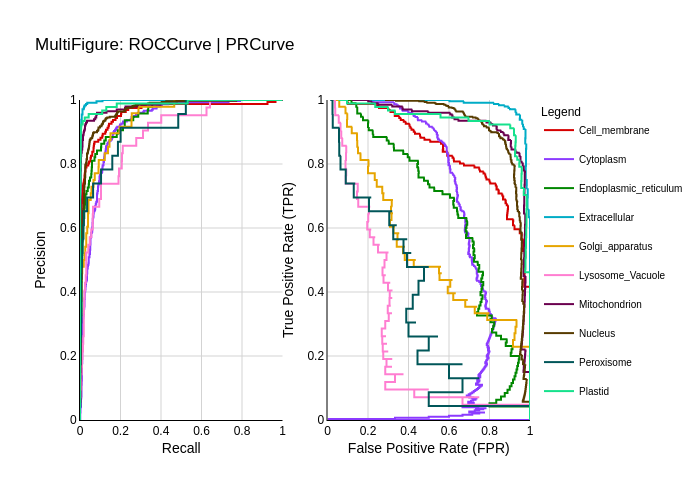 MultiFigure: ROCCurve | PRCurve
1
0.8
0.6
0.4
0.2
0
Precision
0 0.2 0.4 0.6 0.8 1
Recall
1
0.8
0.6
0.4
0.2
0
True Positive Rate (TPR)
0 0.2 0.4 0.6 0.8 1
False Positive Rate (FPR)
Legend
Cell_membrane
Cytoplasm
Endoplasmic_reticulum
Extracellular
Golgi_apparatus
Lysosome_Vacuole
Mitochondrion
Nucleus
Peroxisome
Plastid